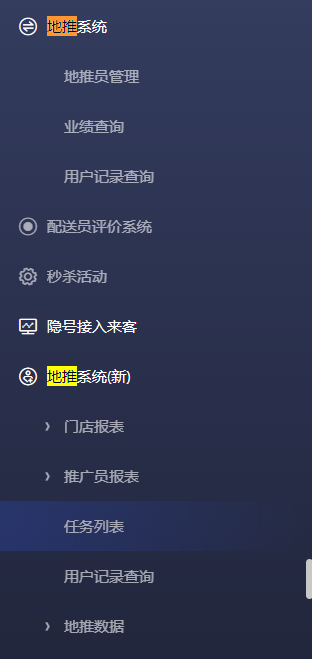 地推系统
地推员管理
业绩查询
用户记录查询
配送员评价系统
秒杀活动
隐号接入来客
地推系统(新)
门店报表
推广员报表
任务列表
用户记录查询
地推数据